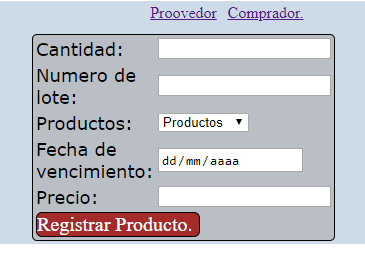 Proovedor Comprador.
Cantidad:
Numero de
lote:
Productos: Productos
Fecha de
vencimiento: dd/mm/aaaa
Precio:
Registrar Producto.